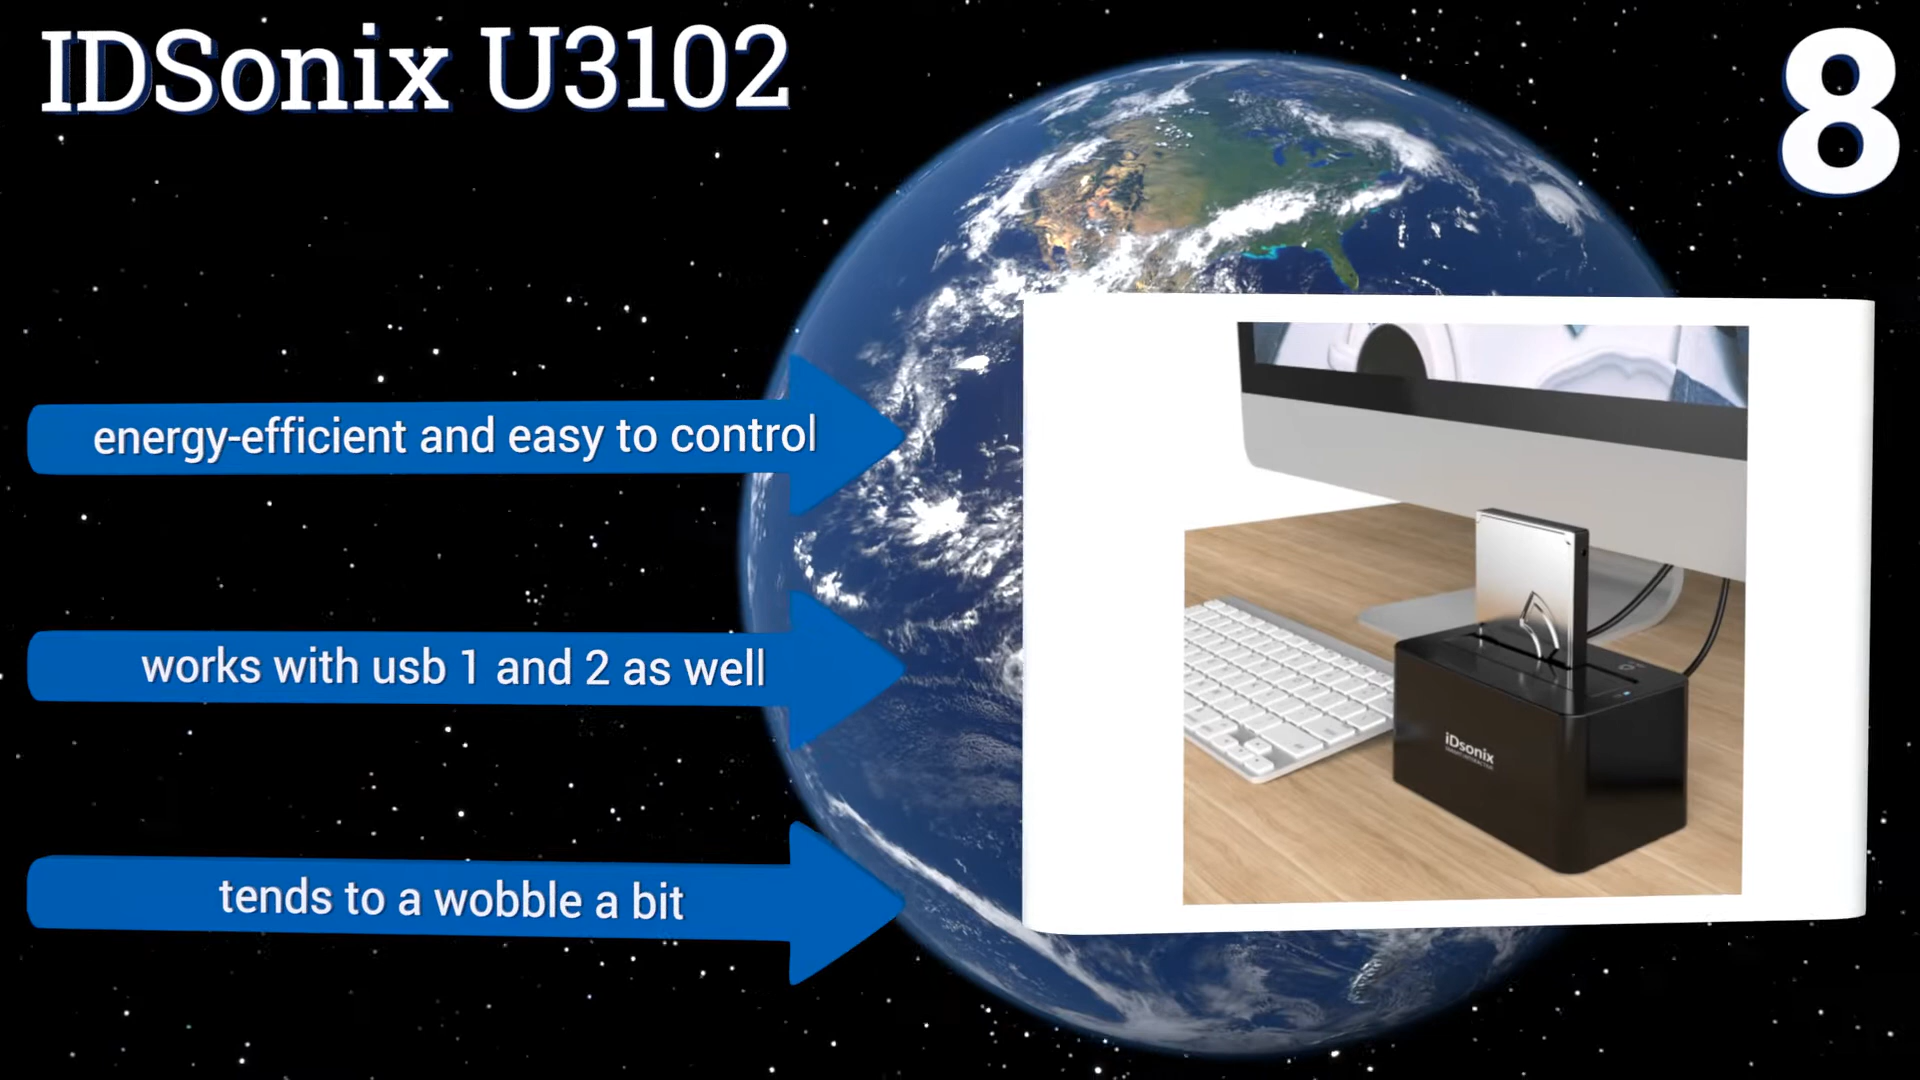 IDSonix U3102
8
energy-efficient and easy to control
works with usb 1 and 2 as well
tends to a wobble a bit
iDsonix